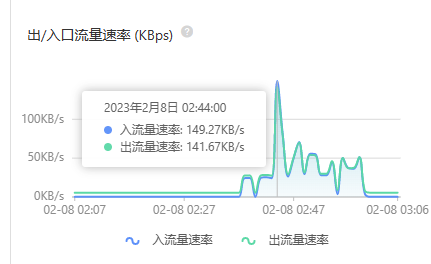 出/入口流量速率 (KBps) ?
2023年2月8日 02:44:00
入流量速率: 149.27KB/s
出流量速率: 141.67KB/s
100KB/s
50KB/s
0KB/s
02-08 02:07 02-08 02:27 02-08 02:47 02-08 03:06
入流量速率 出流量速率